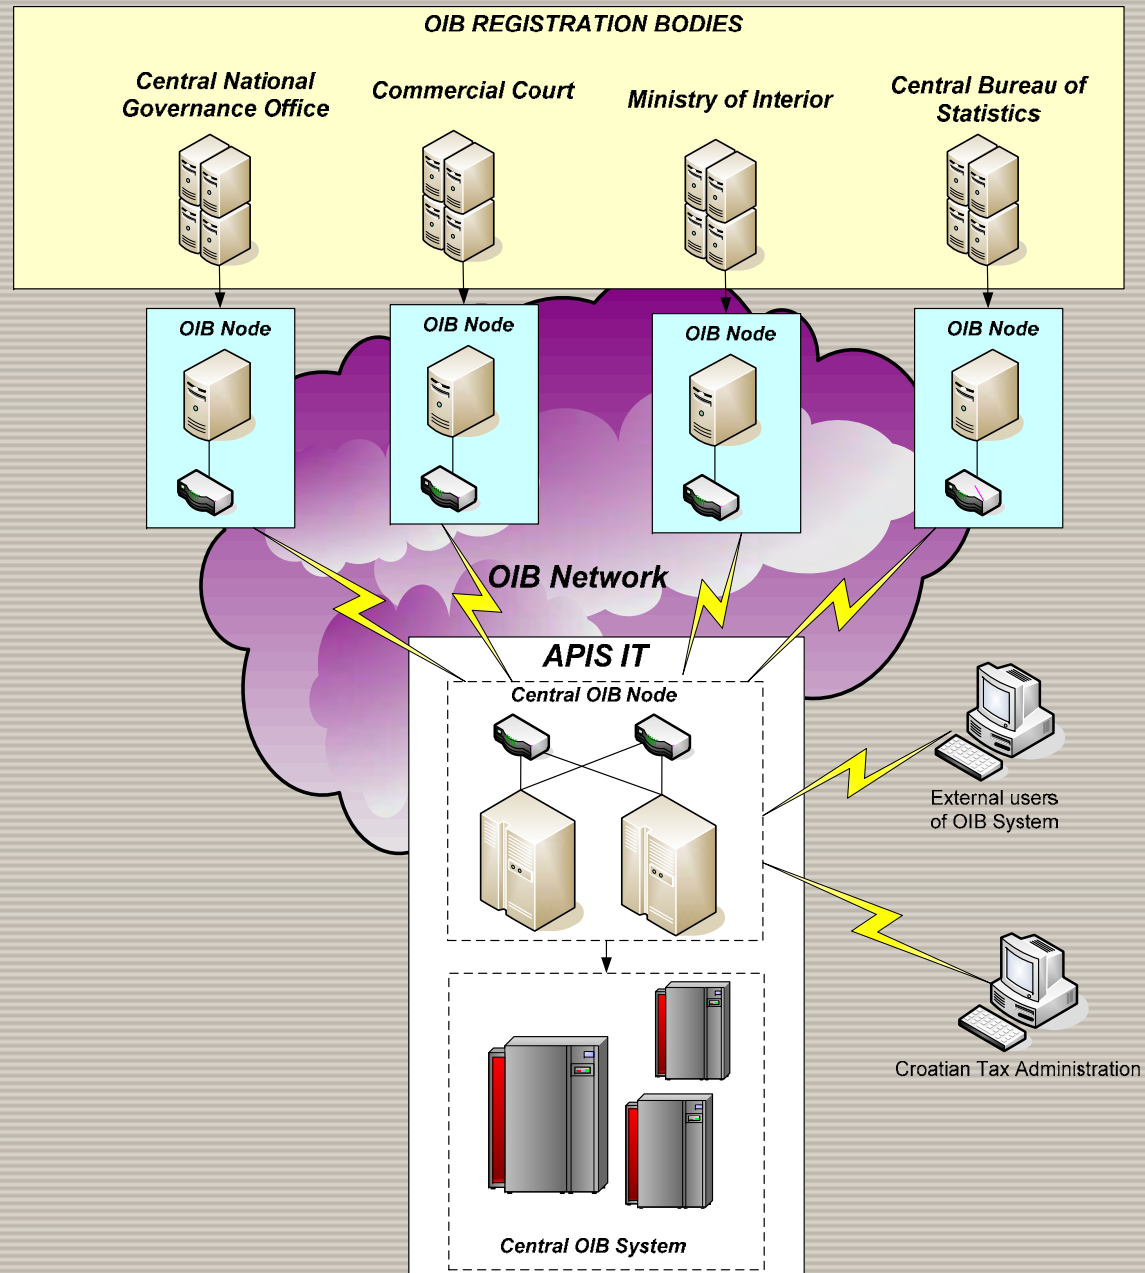 OIB REGISTRATION BODIES
Central National
Governance Office
Commercial Court
Ministry of Interior
Central Bureau of
Statistics
OIB Node
OIB Node
OIB Node
OIB Node
OIB Network
APIS IT
Central OIB Node
External users
of OIB System
Croatian Tax Administration
Central OIB System